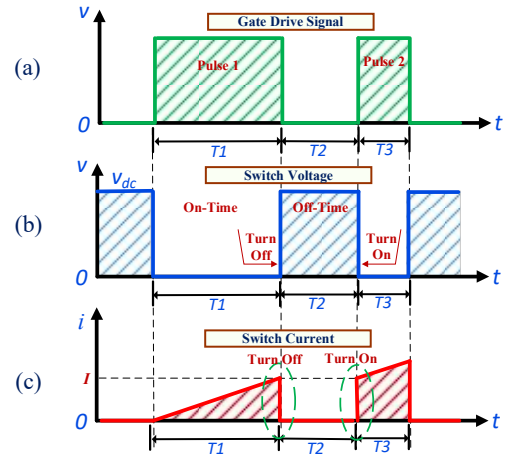 Gate Drive Signal
v
(a)
Pulse 1
Pulse 2
0
t
T1
T2
T3
v
Switch Voltage
v_dc
(b)
On-Time
Off-Time
Turn
Off
Turn
On
0
t
T1
T2
T3
i
Switch Current
Turn Off
Turn On
I
(c)
0
t
T1
T2
T3